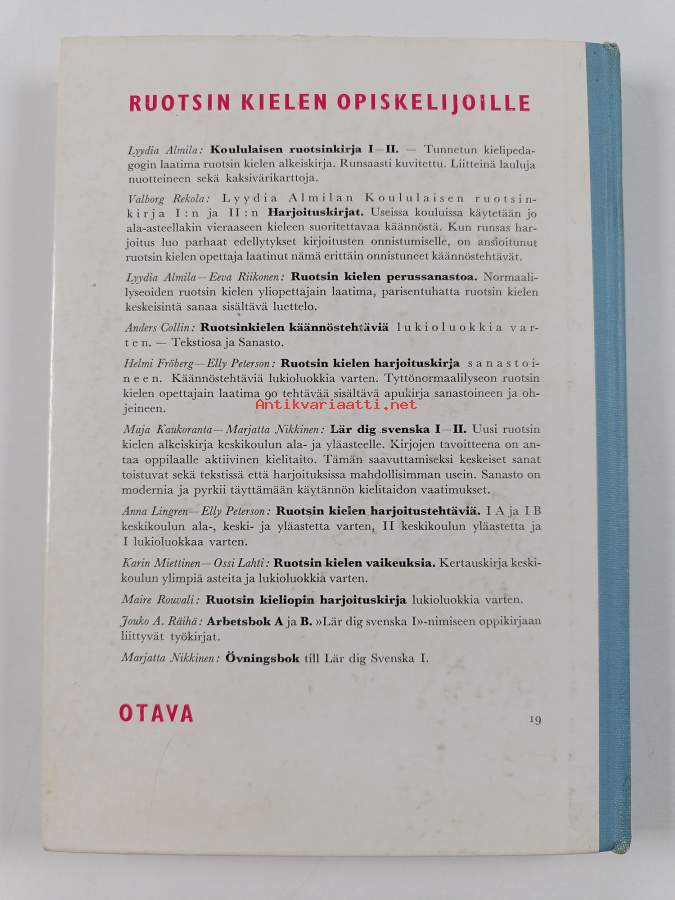 RUOTSIN KIELEN OPISKELIJOILLE
Lyydia Almila: Koululaisen ruotsinkirja I—II. — Tunnetun kielipeda-
gogin laatima ruotsin kielen alkeiskirja. Runsaasti kuvitettu. Liitteinä lauluja
nuotteineen sekä kaksivärikarttoja.
Valborg Rekola: Lyydia Almilan Koululaisen ruotsin-
kirja I:n ja II:n Harjoituskirjat. Useissa kouluissa käytetään jo
ala-asteellakin vieraaseen kieleen suoritettavaa käännöstä. Kun runsas har-
joitus luo parhaat edellytykset kirjoitusten onnistumiselle, on ansioitunut
ruotsin kielen opettaja laatinut nämä erittäin onnistuneet käännöstehtävät.
Lyydia Almila—Eeva Riikonen: Ruotsin kielen perussanastoa. Normaali-
lyseoiden ruotsin kielen yliopettajain laatima, parisentuhatta ruotsin kielen
keskeisintä sanaa sisältävä luettelo.
Anders Collin: Ruotsinkielen käännöstehtäviä lukioluokkia var-
ten. — Tekstiosa ja Sanasto.
Helmi Fröberg—Elly Peterson: Ruotsin kielen harjoituskirja sanastoi-
neen. Käännöstehtäviä lukioluokkia varten. Tyttönormaalilyseon ruotsin
kielen opettajain laatima 90 tehtävää sisältävä apukirja sanastoineen ja oh-
jeineen.
Antikvariaatti.net
Maja Kaukoranta—Marjatta Nikkinen: Lär dig svenska I—II. Uusi ruotsin
kielen alkeiskirja keskikoulun ala- ja yläasteelle. Kirjojen tavoitteena on an-
taa oppilaalle aktiivinen kielitaito. Tämän saavuttamiseksi keskeiset sanat
toistuvat sekä tekstissä että harjoituksissa mahdollisimman usein. Sanasto on
modernia ja pyrkii täyttämään käytännön kielitaidon vaatimukset.
Anna Lingren—Elly Peterson: Ruotsin kielen harjoitustehtäviä. I A ja I B
keskikoulun ala-, keski- ja yläastetta varten, II keskikoulun yläastetta ja
I lukioluokkaa varten.
Karin Miettinen—Ossi Lahti: Ruotsin kielen vaikeuksia. Kertauskirja keski-
koulun ylimpiä asteita ja lukioluokkia varten.
Maire Rouvali: Ruotsin kieliopin harjoituskirja lukioluokkia varten.
Jouko A. Räihä: Arbetsbok A ja B. »Lär dig svenska I»-nimiseen oppikirjaan
liittyvät työkirjat.
Marjatta Nikkinen: Övningsbok till Lär dig Svenska I.
OTAVA
19